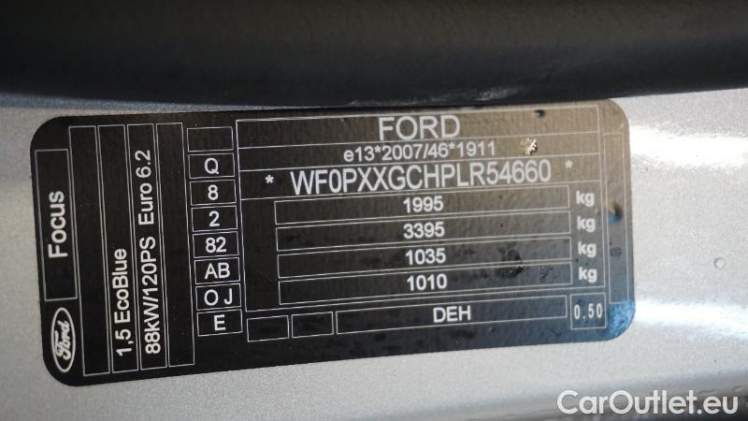 FORD
e13*2007/46*1911
* WF0PXXGCHPLR54660 *
1995 kg
3395 kg
1035 kg
1010 kg
DEH
0.50
Q
8
2
82
AB
O J
E
Focus
1,5 EcoBlue
88kW/120PS Euro 6.2
Ford
CarOutlet.eu